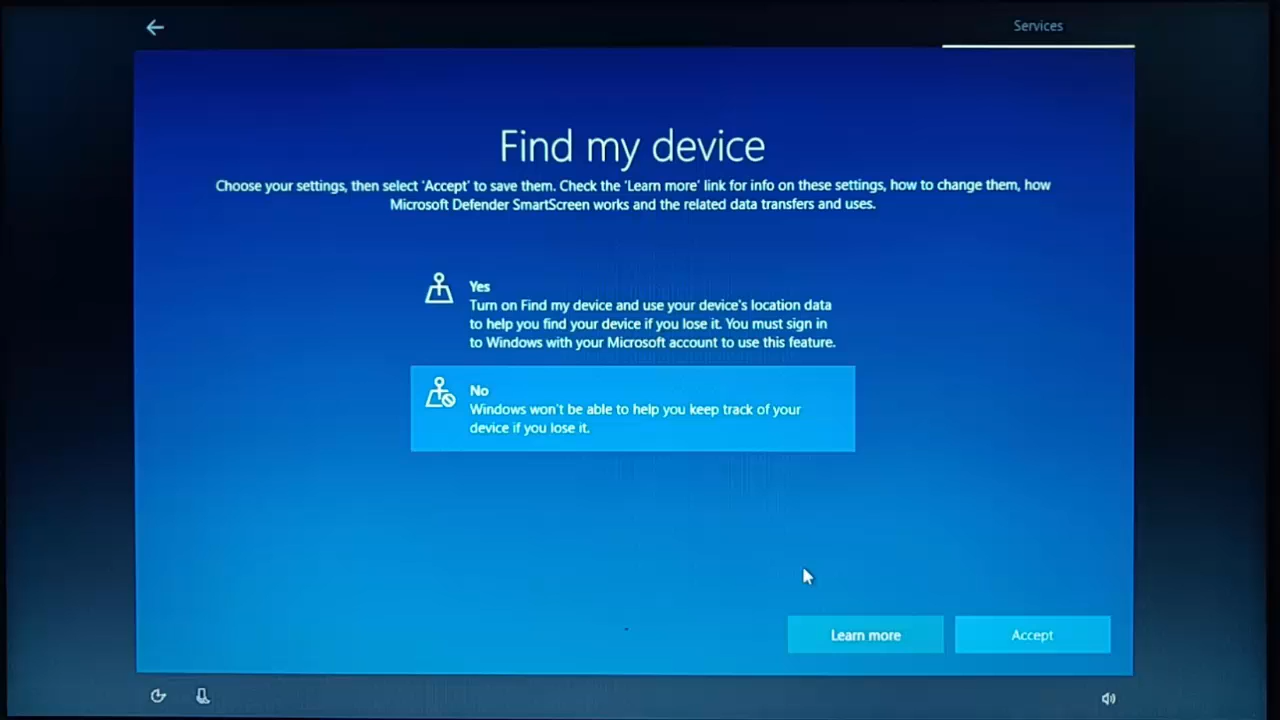 Services
Find my device
Choose your settings, then select 'Accept' to save them. Check the 'Learn more' link for info on these settings, how to change them, how
Microsoft Defender SmartScreen works and the related data transfers and uses.
Yes
Turn on Find my device and use your device's location data
to help you find your device if you lose it. You must sign in
to Windows with your Microsoft account to use this feature.
No
Windows won't be able to help you keep track of your
device if you lose it.
Learn more
Accept